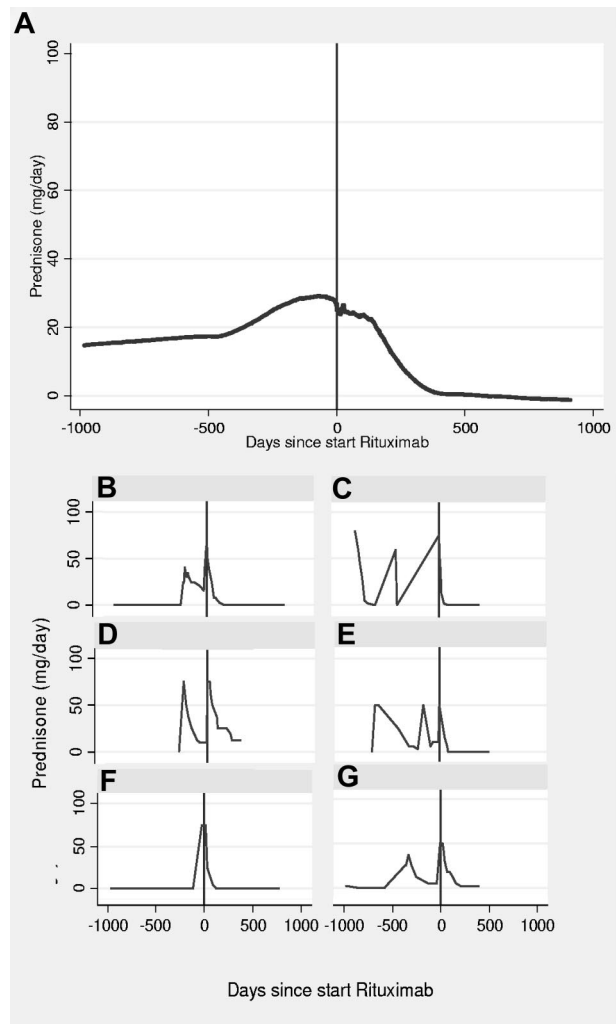 A
Prednisone (mg/day)
100
80
60
40
20
0
-1000 -500 0 500 1000
Days since start Rituximab
B C
100
50
0
D E
Prednisone (mg/day)
100
50
0
F G
100
50
0
-1000 -500 0 500 1000 -1000 -500 0 500 1000
Days since start Rituximab